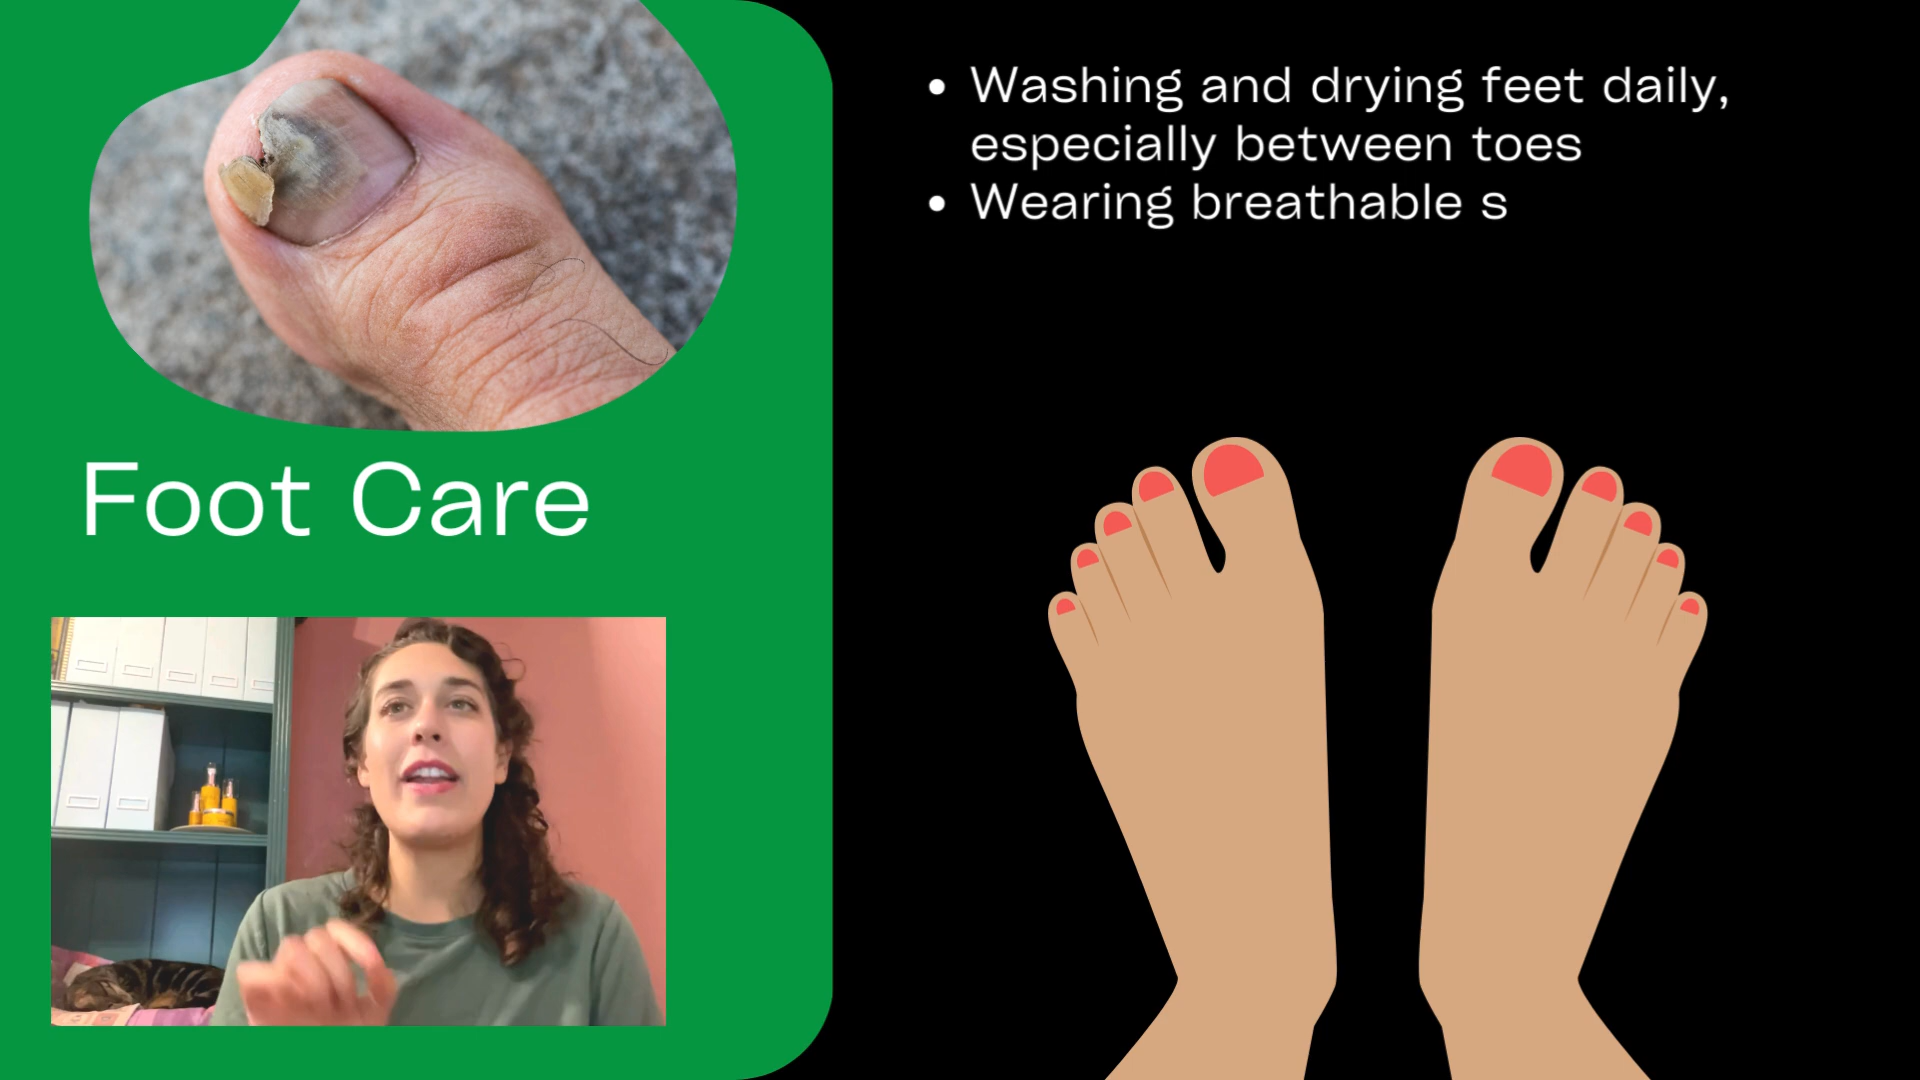 Foot Care
• Washing and drying feet daily,
especially between toes
• Wearing breathable s